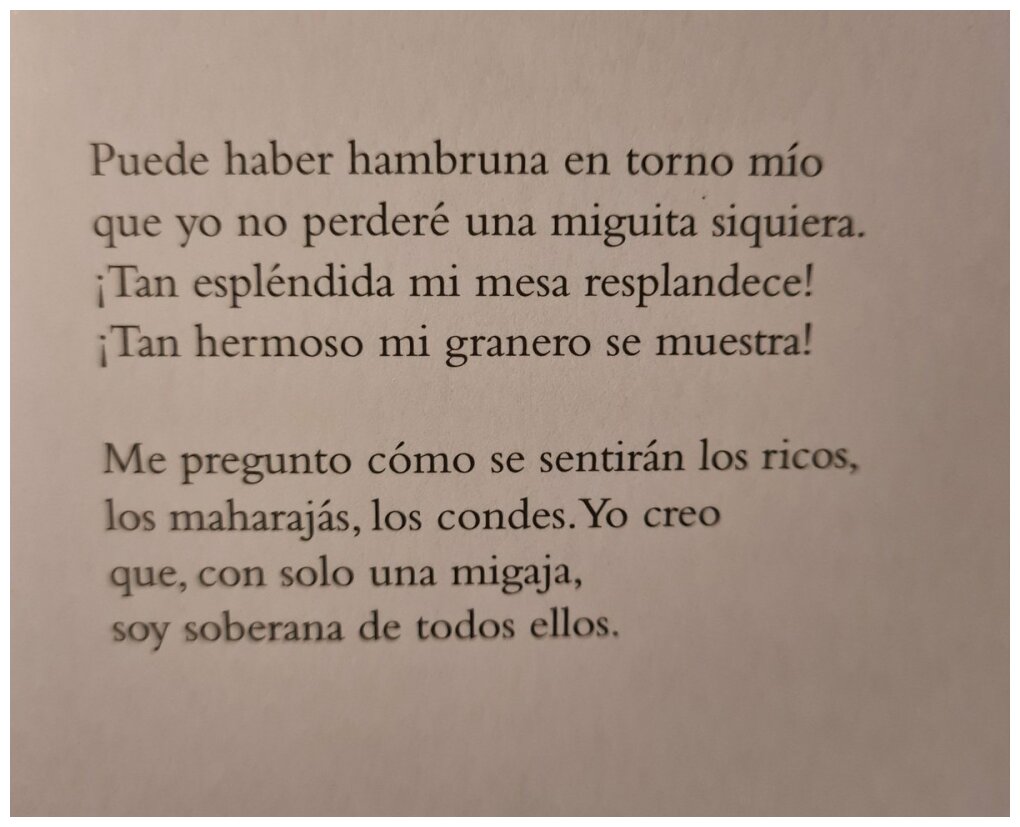 Puede haber hambruna en torno mío
que yo no perderé una miguita siquiera.
¡Tan espléndida mi mesa resplandece!
¡Tan hermoso mi granero se muestra!
Me pregunto cómo se sentirán los ricos,
los maharajás, los condes. Yo creo
que, con solo una migaja,
soy soberana de todos ellos.